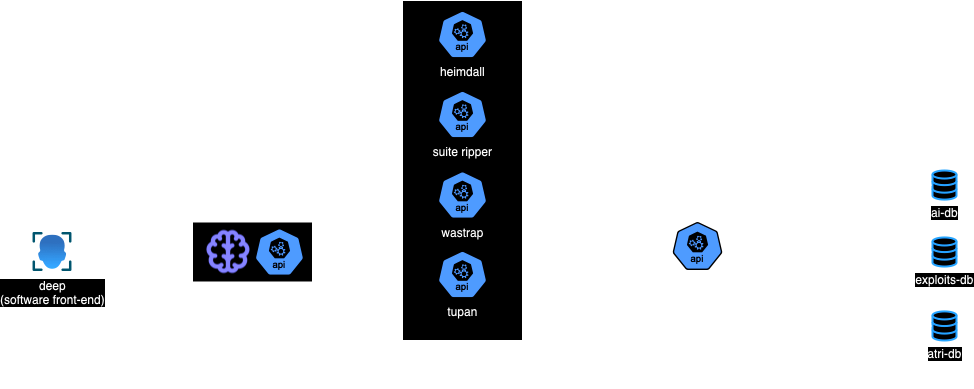 api
heimdall
api
suite ripper
api
wastrap
api
tupan
deep
(software front-end)
api
api
ai-db
exploits-db
atri-db